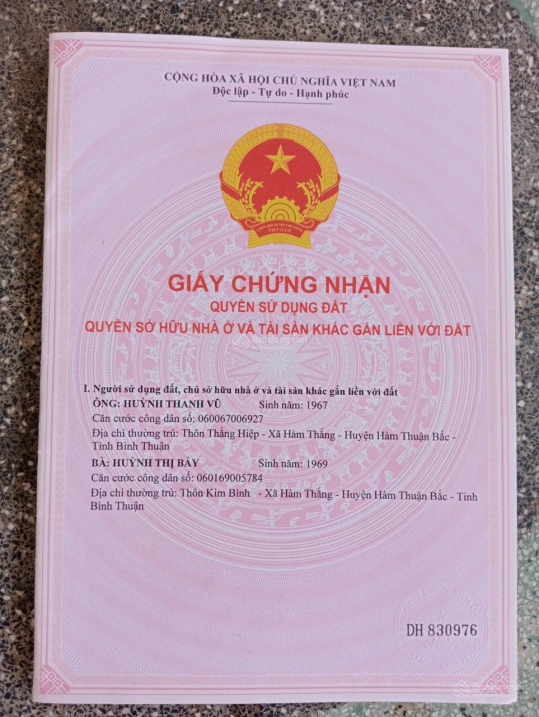 CỘNG HÒA XÃ HỘI CHỦ NGHĨA VIỆT NAM
Độc lập - Tự do - Hạnh phúc
VIỆT NAM
GIẤY CHỨNG NHẬN
QUYỀN SỬ DỤNG ĐẤT
QUYỀN SỞ HỮU NHÀ Ở VÀ TÀI SẢN KHÁC GẮN LIỀN VỚI ĐẤT
I. Người sử dụng đất, chủ sở hữu nhà ở và tài sản khác gắn liền với đất
ÔNG: HUỲNH THANH VŨ Sinh năm: 1967
Căn cước công dân số: 060067006927
Địa chỉ thường trú: Thôn Thắng Hiệp - Xã Hàm Thắng - Huyện Hàm Thuận Bắc -
Tỉnh Bình Thuận
BÀ: HUỲNH THỊ BẢY Sinh năm: 1969
Căn cước công dân số: 060169005784
Địa chỉ thường trú: Thôn Kim Bình - Xã Hàm Thắng - Huyện Hàm Thuận Bắc - Tỉnh
Bình Thuận
DH 830976